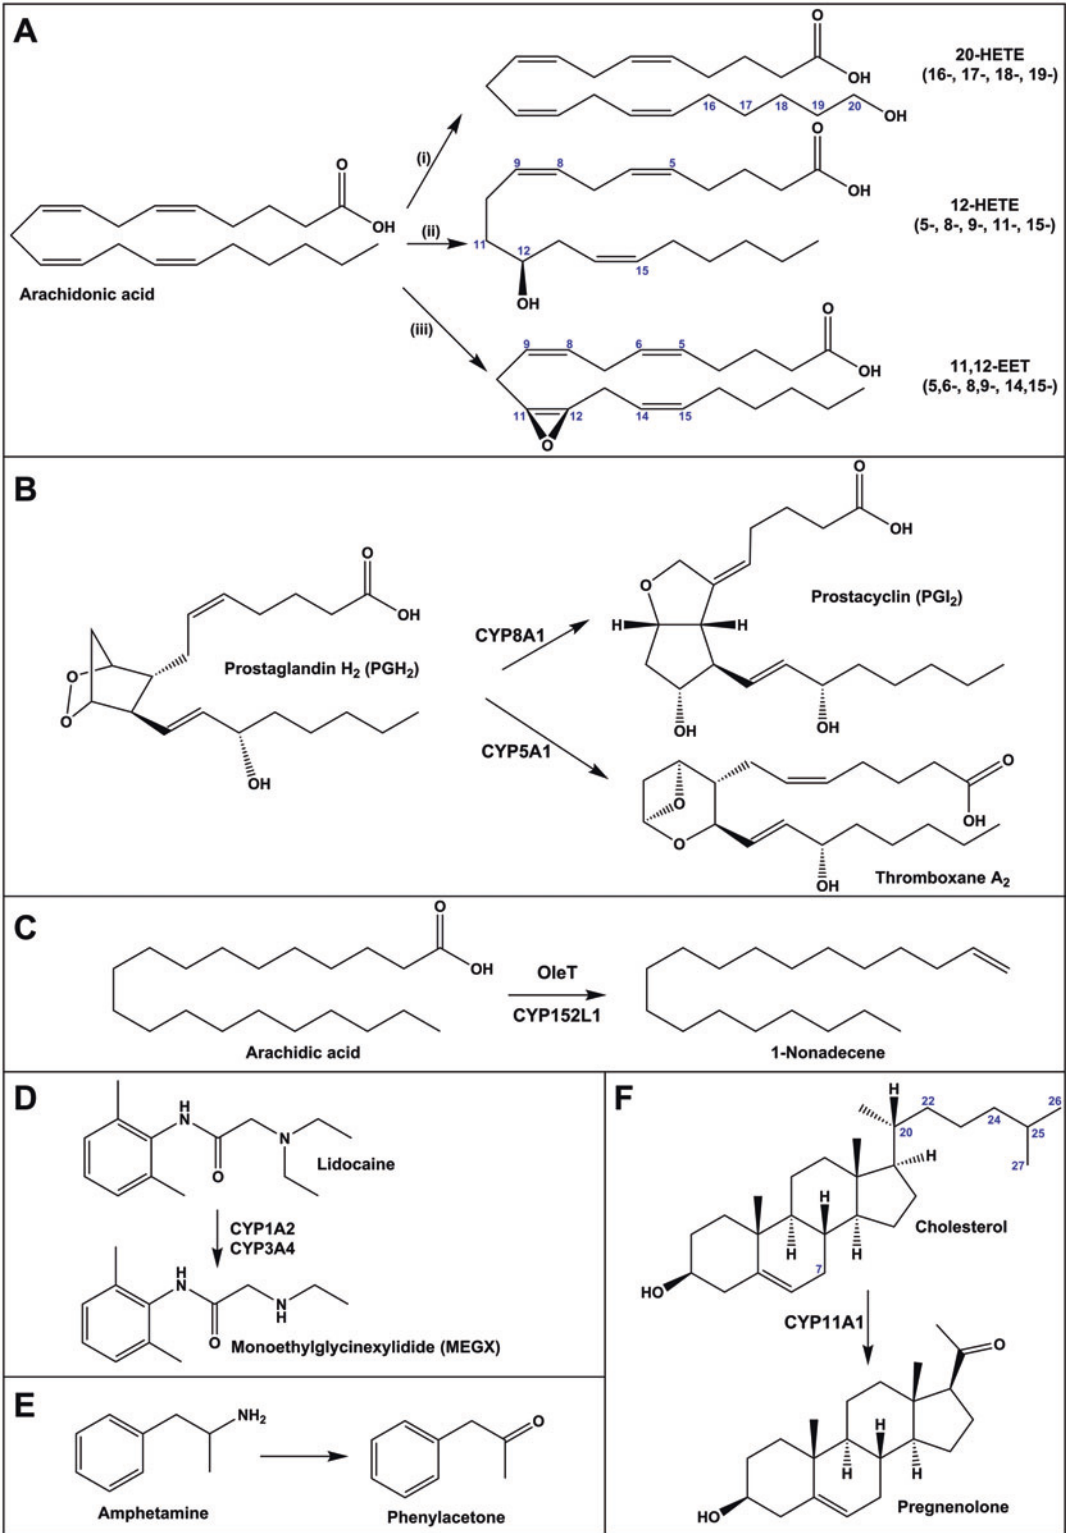 A
O
OH
20-HETE
(16-, 17-, 18-, 19-)
16
17
18
19
20
OH
(i)
O
OH
9
8
5
12-HETE
(5-, 8-, 9-, 11-, 15-)
O
OH
(ii)
11
12
15
OH
Arachidonic acid
(iii)
O
OH
9
8
6
5
11,12-EET
(5,6-, 8,9-, 14,15-)
11
12
14
15
O
B
O
OH
Prostacyclin (PGI2)
O
H
H
OH
OH
O
OH
Prostaglandin H2 (PGH2)
O
O
OH
CYP8A1
CYP5A1
O
O
O
OH
OH
Thromboxane A2
C
O
OH
Arachidic acid
OleT
CYP152L1
1-Nonadecene
D
H
N
O
N
Lidocaine
CYP1A2
CYP3A4
H
N
O
N
H
Monoethylglycinexylidide (MEGX)
E
NH2
Amphetamine
O
Phenylacetone
F
H
22
26
24
20
25
27
H
H
H
H
7
HO
Cholesterol
CYP11A1
O
H
H
H
HO
Pregnenolone